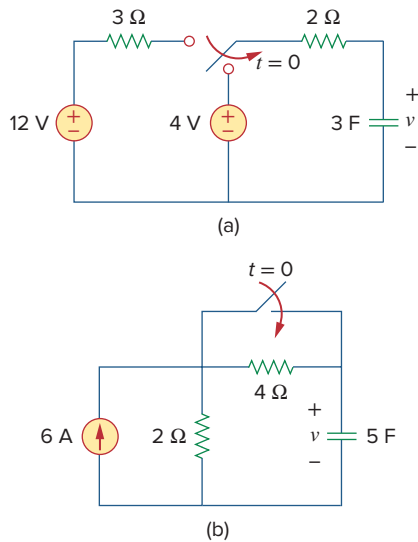 3 Ω 2 Ω
t = 0
12 V + − 4 V + − 3 F + v −
(a)
t = 0
4 Ω
6 A 2 Ω + v − 5 F
(b)